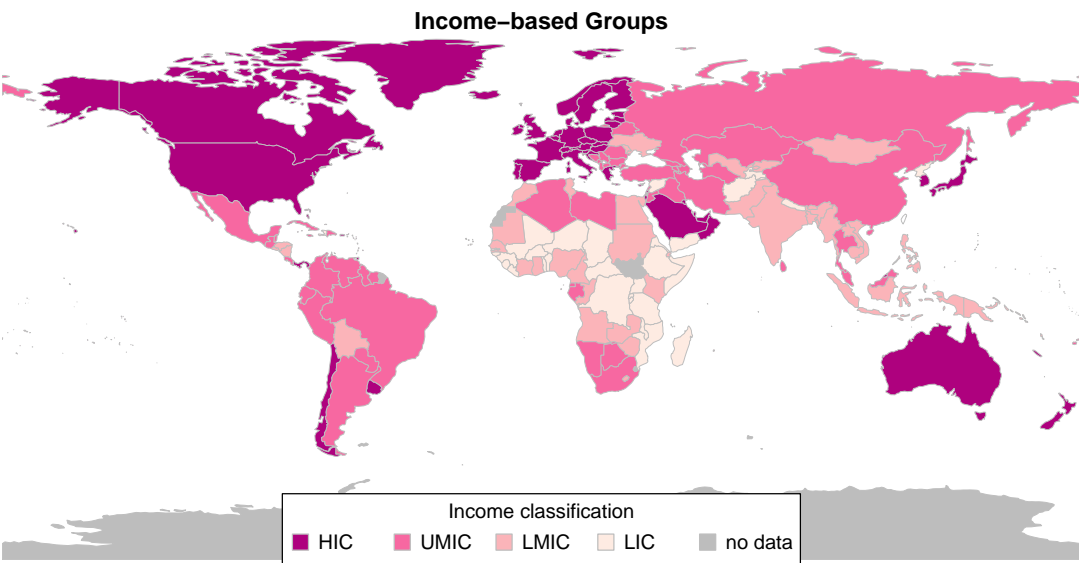 Income−based Groups
Income classification
HIC UMIC LMIC LIC no data